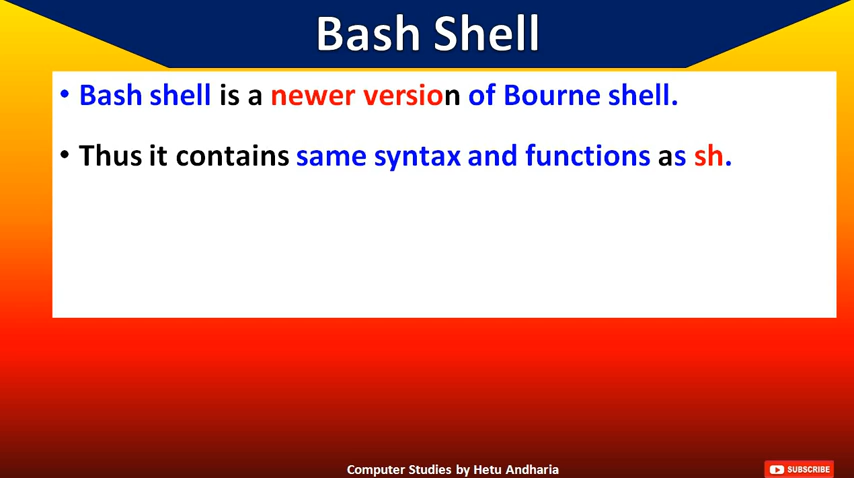 Bash Shell
• Bash shell is a newer version of Bourne shell.
• Thus it contains same syntax and functions as sh.
Computer Studies by Hetu Andharia
SUBSCRIBE